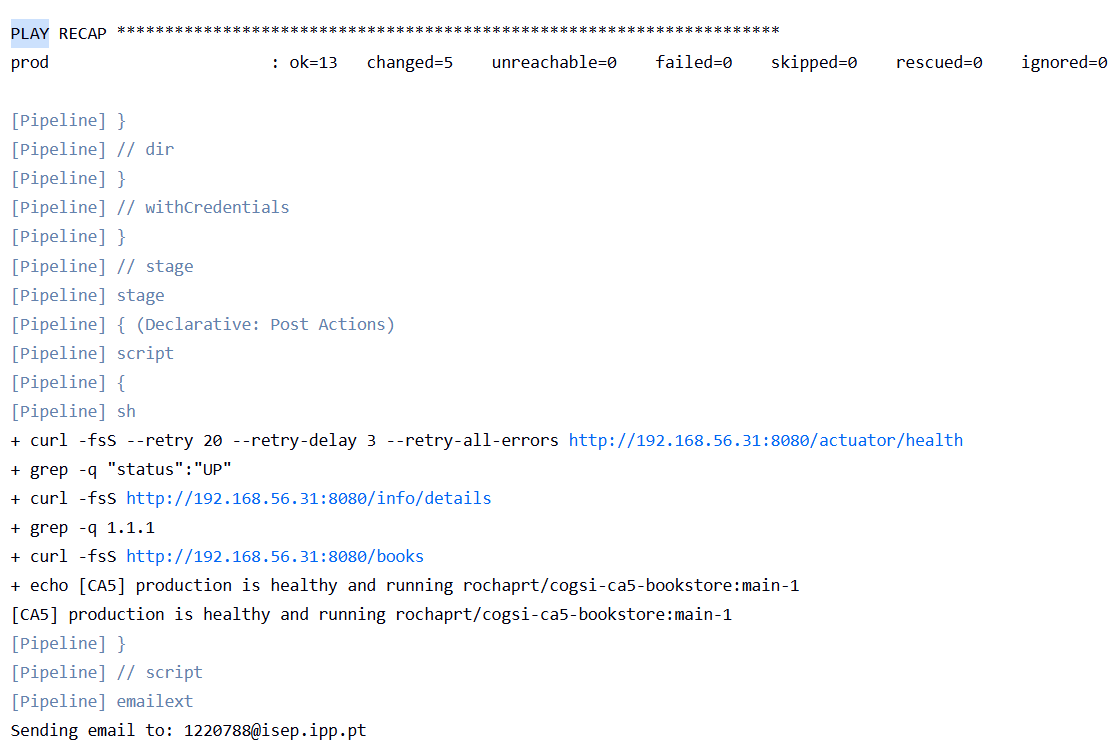 PLAY RECAP *********************************************************************
prod                       : ok=13   changed=5    unreachable=0    failed=0    skipped=0    rescued=0    ignored=0
[Pipeline] }
[Pipeline] // dir
[Pipeline] }
[Pipeline] // withCredentials
[Pipeline] }
[Pipeline] // stage
[Pipeline] stage
[Pipeline] { (Declarative: Post Actions)
[Pipeline] script
[Pipeline] {
[Pipeline] sh
+ curl -fsS --retry 20 --retry-delay 3 --retry-all-errors http://192.168.56.31:8080/actuator/health
+ grep -q "status":"UP"
+ curl -fsS http://192.168.56.31:8080/info/details
+ grep -q 1.1.1
+ curl -fsS http://192.168.56.31:8080/books
+ echo [CA5] production is healthy and running rochaprt/cogsi-ca5-bookstore:main-1
[CA5] production is healthy and running rochaprt/cogsi-ca5-bookstore:main-1
[Pipeline] }
[Pipeline] // script
[Pipeline] emailext
Sending email to: 1220788@isep.ipp.pt